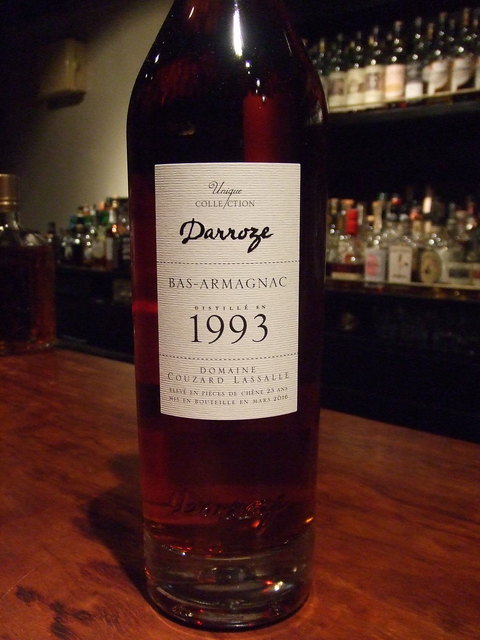 Unique
COLLECTION
Darroze
BAS-ARMAGNAC
DISTILLÉ EN
1993
DOMAINE
COUZARD LASSALLE
ELEVÉ EN PIÈCES DE CHÊNE 23 ANS
MIS EN BOUTEILLE EN MARS 2016